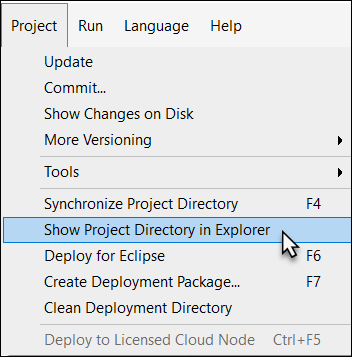 Project Run Language Help
Update
Commit...
Show Changes on Disk
More Versioning
Tools
Synchronize Project Directory F4
Show Project Directory in Explorer
Deploy for Eclipse F6
Create Deployment Package... F7
Clean Deployment Directory
Deploy to Licensed Cloud Node Ctrl+F5